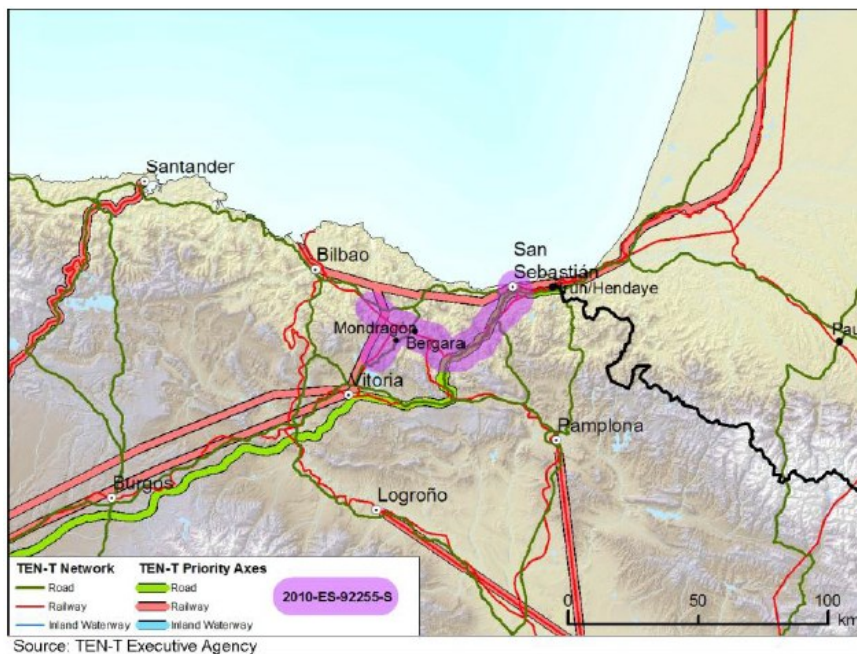 Santander
Bilbao
San
Sebastián
Irun/Hendaye
Mondragon
Bergara
Pau
Vitoria
Pamplona
Burgos
Logroño
TEN-T Network
Road
Railway
Inland Waterway
TEN-T Priority Axes
Road
Railway
Inland Waterway
2010-ES-92255-S
0 50 100
km
Source: TEN-T Executive Agency